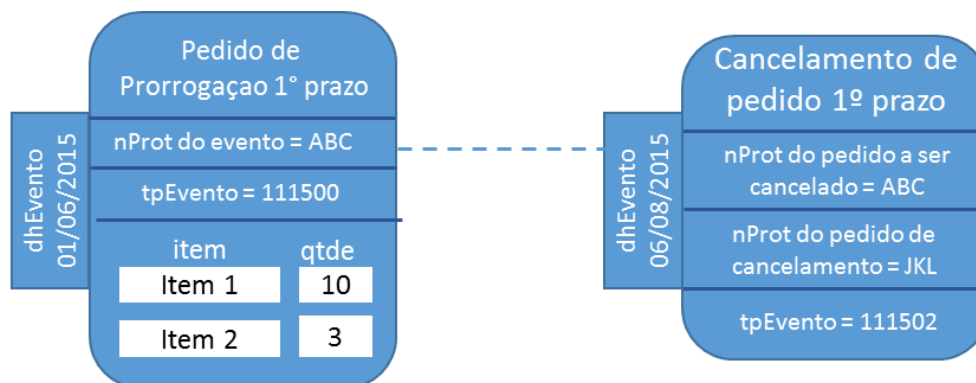 dhEvento
01/06/2015
Pedido de
Prorrogaçao 1° prazo
nProt do evento = ABC
tpEvento = 111500
item qtde
Item 1 10
Item 2 3
dhEvento
06/08/2015
Cancelamento de
pedido 1º prazo
nProt do pedido a ser
cancelado = ABC
nProt do pedido de
cancelamento = JKL
tpEvento = 111502